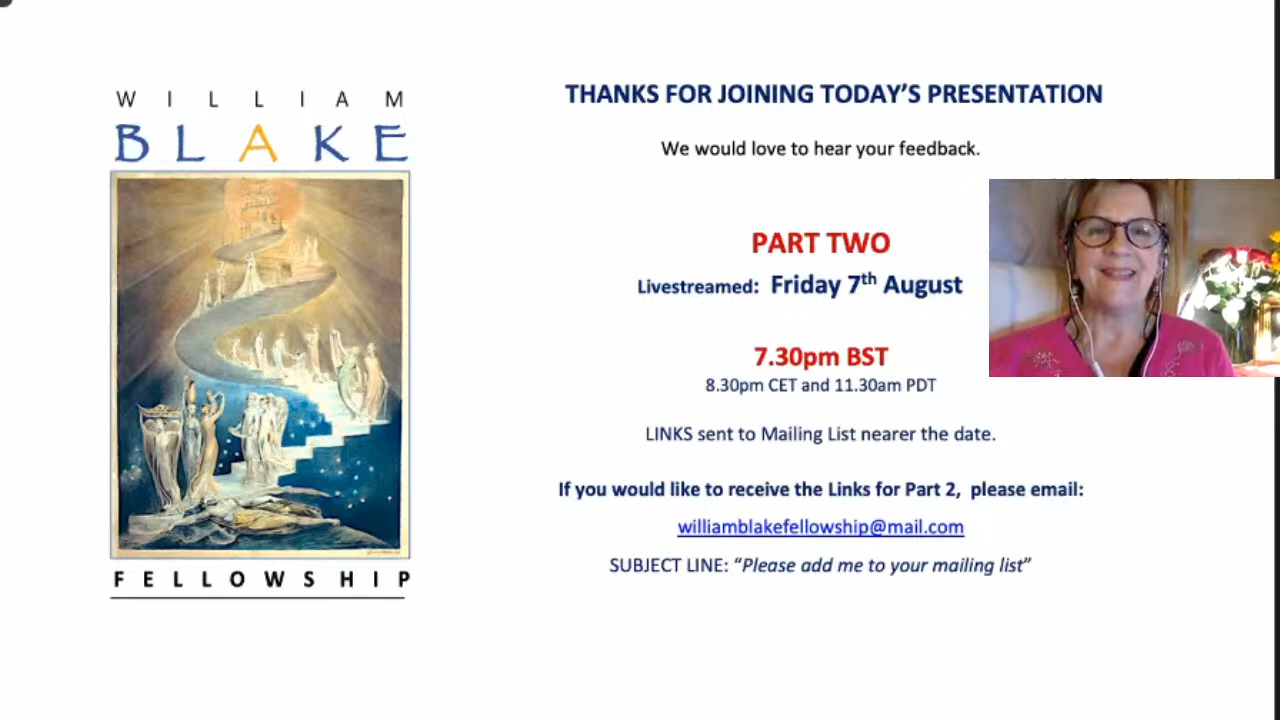 WILLIAM
BLAKE
FELLOWSHIP
THANKS FOR JOINING TODAY'S PRESENTATION
We would love to hear your feedback.
PART TWO
Livestreamed: Friday 7th August
7.30pm BST
8.30pm CET and 11.30am PDT
LINKS sent to Mailing List nearer the date.
If you would like to receive the Links for Part 2, please email:
williamblakefellowship@mail.com
SUBJECT LINE: “Please add me to your mailing list”